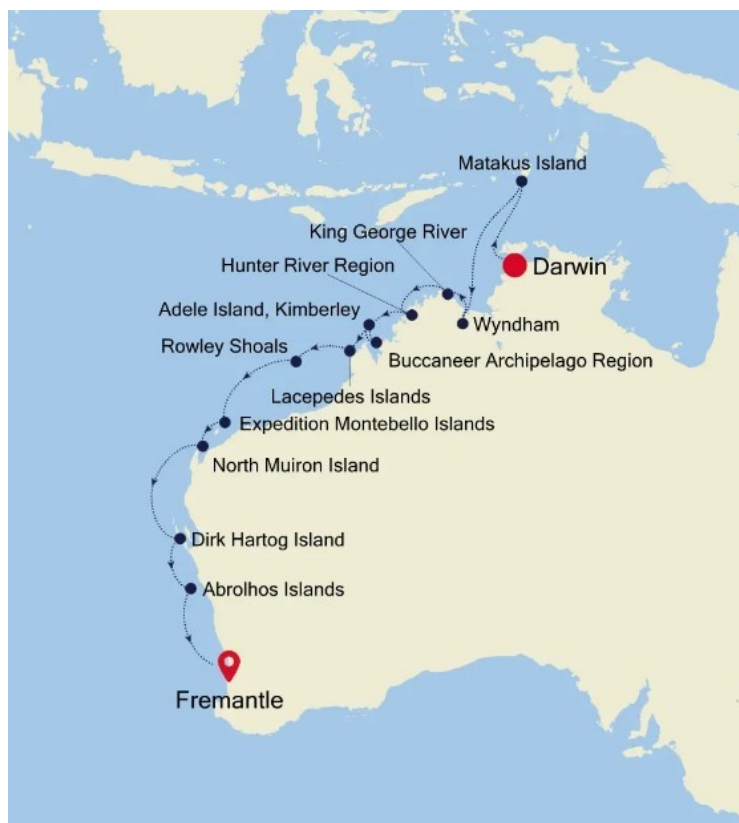 Matakus Island
King George River
Hunter River Region
Darwin
Adele Island, Kimberley
Wyndham
Rowley Shoals
Buccaneer Archipelago Region
Lacepedes Islands
Expedition Montebello Islands
North Muiron Island
Dirk Hartog Island
Abrolhos Islands
Fremantle